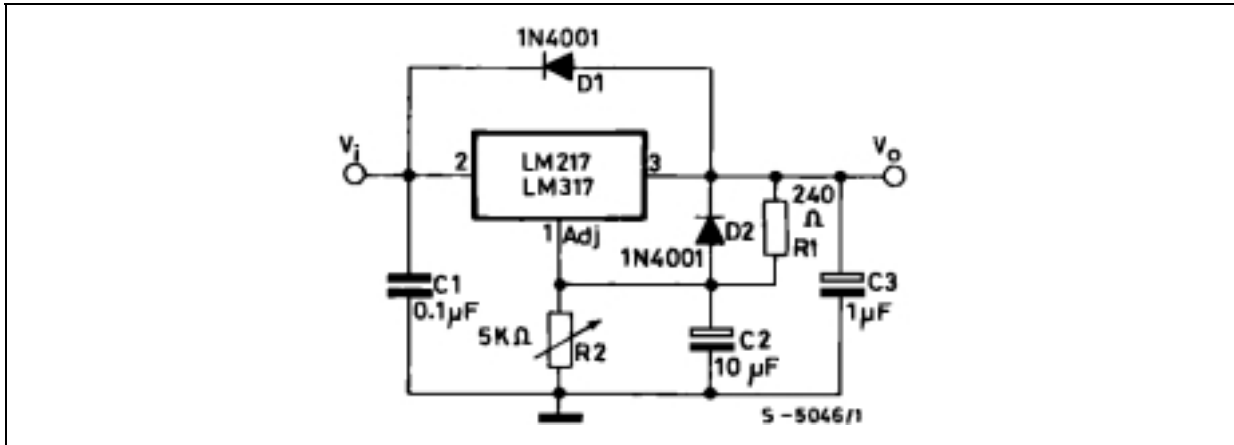 1N4001
D1
Vi
2
LM217
LM317
3
Vo
1
Adj
240
Ω
R1
D2
1N4001
C1
0.1µF
5KΩ
R2
C2
10 µF
C3
1µF
S-5046/1